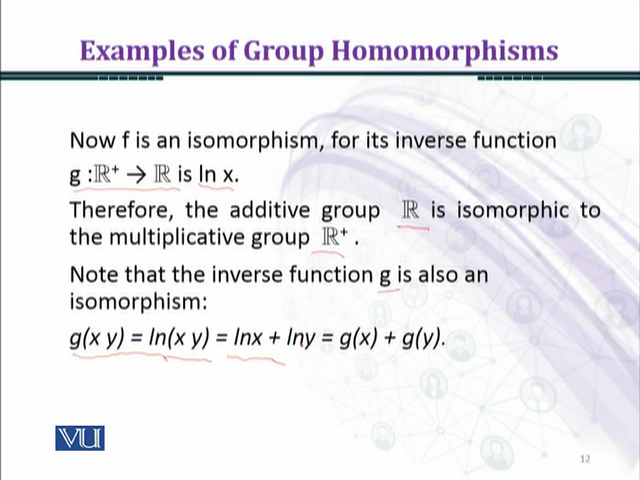 Examples of Group Homomorphisms
Now f is an isomorphism, for its inverse function
g :ℝ⁺ → ℝ is ln x.
Therefore, the additive group ℝ is isomorphic to
the multiplicative group ℝ⁺ .
Note that the inverse function g is also an
isomorphism:
g(x y) = ln(x y) = lnx + lny = g(x) + g(y).
VU
12